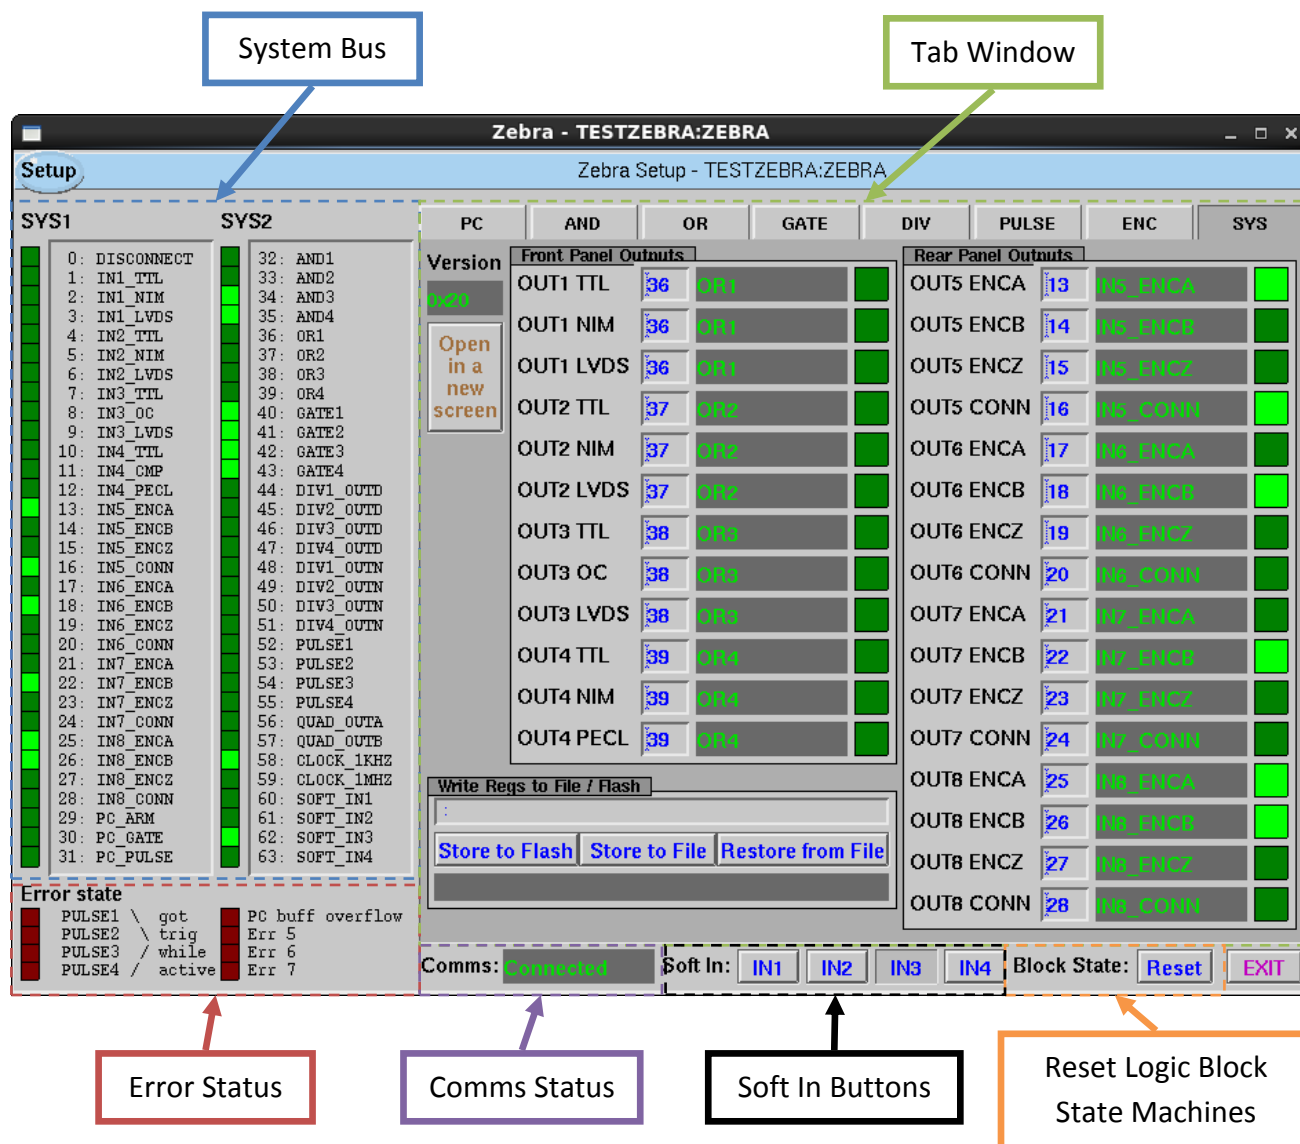 System Bus
Tab Window
Zebra - TESTZEBRA:ZEBRA
Setup
Zebra Setup - TESTZEBRA:ZEBRA
SYS1
SYS2
0: DISCONNECT
1: IN1_TTL
2: IN1_NIM
3: IN1_LVDS
4: IN2_TTL
5: IN2_NIM
6: IN2_LVDS
7: IN3_TTL
8: IN3_OC
9: IN3_LVDS
10: IN4_TTL
11: IN4_CMP
12: IN4_PECL
13: IN5_ENCA
14: IN5_ENCB
15: IN5_ENCZ
16: IN5_CONN
17: IN6_ENCA
18: IN6_ENCB
19: IN6_ENCZ
20: IN6_CONN
21: IN7_ENCA
22: IN7_ENCB
23: IN7_ENCZ
24: IN7_CONN
25: IN8_ENCA
26: IN8_ENCB
27: IN8_ENCZ
28: IN8_CONN
29: PC_ARM
30: PC_GATE
31: PC_PULSE
32: AND1
33: AND2
34: AND3
35: AND4
36: OR1
37: OR2
38: OR3
39: OR4
40: GATE1
41: GATE2
42: GATE3
43: GATE4
44: DIV1_OUTD
45: DIV2_OUTD
46: DIV3_OUTD
47: DIV4_OUTD
48: DIV1_OUTN
49: DIV2_OUTN
50: DIV3_OUTN
51: DIV4_OUTN
52: PULSE1
53: PULSE2
54: PULSE3
55: PULSE4
56: QUAD_OUTA
57: QUAD_OUTB
58: CLOCK_1KHZ
59: CLOCK_1MHZ
60: SOFT_IN1
61: SOFT_IN2
62: SOFT_IN3
63: SOFT_IN4
Error state
PULSE1 \ got
PULSE2 \ trig
PULSE3 / while
PULSE4 / active
PC buff overflow
Err 5
Err 6
Err 7
PC AND OR GATE DIV PULSE ENC SYS
Version
0x20
Open
in a
new
screen
Front Panel Outputs
OUT1 TTL 36 OR1
OUT1 NIM 36 OR1
OUT1 LVDS 36 OR1
OUT2 TTL 37 OR2
OUT2 NIM 37 OR2
OUT2 LVDS 37 OR2
OUT3 TTL 38 OR3
OUT3 OC 38 OR3
OUT3 LVDS 38 OR3
OUT4 TTL 39 OR4
OUT4 NIM 39 OR4
OUT4 PECL 39 OR4
Write Regs to File / Flash
:
Store to Flash Store to File Restore from File
Rear Panel Outputs
OUT5 ENCA 13 IN5_ENCA
OUT5 ENCB 14 IN5_ENCB
OUT5 ENCZ 15 IN5_ENCZ
OUT5 CONN 16 IN5_CONN
OUT6 ENCA 17 IN6_ENCA
OUT6 ENCB 18 IN6_ENCB
OUT6 ENCZ 19 IN6_ENCZ
OUT6 CONN 20 IN6_CONN
OUT7 ENCA 21 IN7_ENCA
OUT7 ENCB 22 IN7_ENCB
OUT7 ENCZ 23 IN7_ENCZ
OUT7 CONN 24 IN7_CONN
OUT8 ENCA 25 IN8_ENCA
OUT8 ENCB 26 IN8_ENCB
OUT8 ENCZ 27 IN8_ENCZ
OUT8 CONN 28 IN8_CONN
Comms: Connected
Soft In: IN1 IN2 IN3 IN4
Block State: Reset
EXIT
Error Status
Comms Status
Soft In Buttons
Reset Logic Block
State Machines